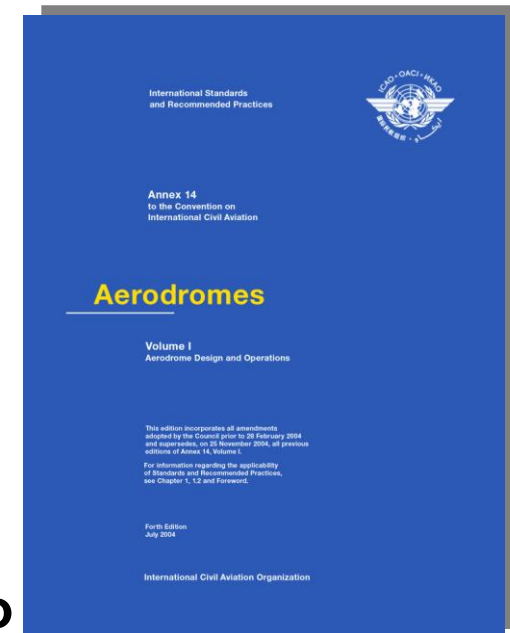 International Standards
and Recommended Practices
ICAO · OACI · ИКАО
Annex 14
to the Convention on
International Civil Aviation
Aerodromes
Volume I
Aerodrome Design and Operations
This edition incorporates all amendments
adopted by the Council prior to 28 February 2004
and supersedes, on 25 November 2004, all previous
editions of Annex 14, Volume I.
For information regarding the applicability
of Standards and Recommended Practices,
see Chapter 1, 1.2 and Foreword.
Forth Edition
July 2004
International Civil Aviation Organization